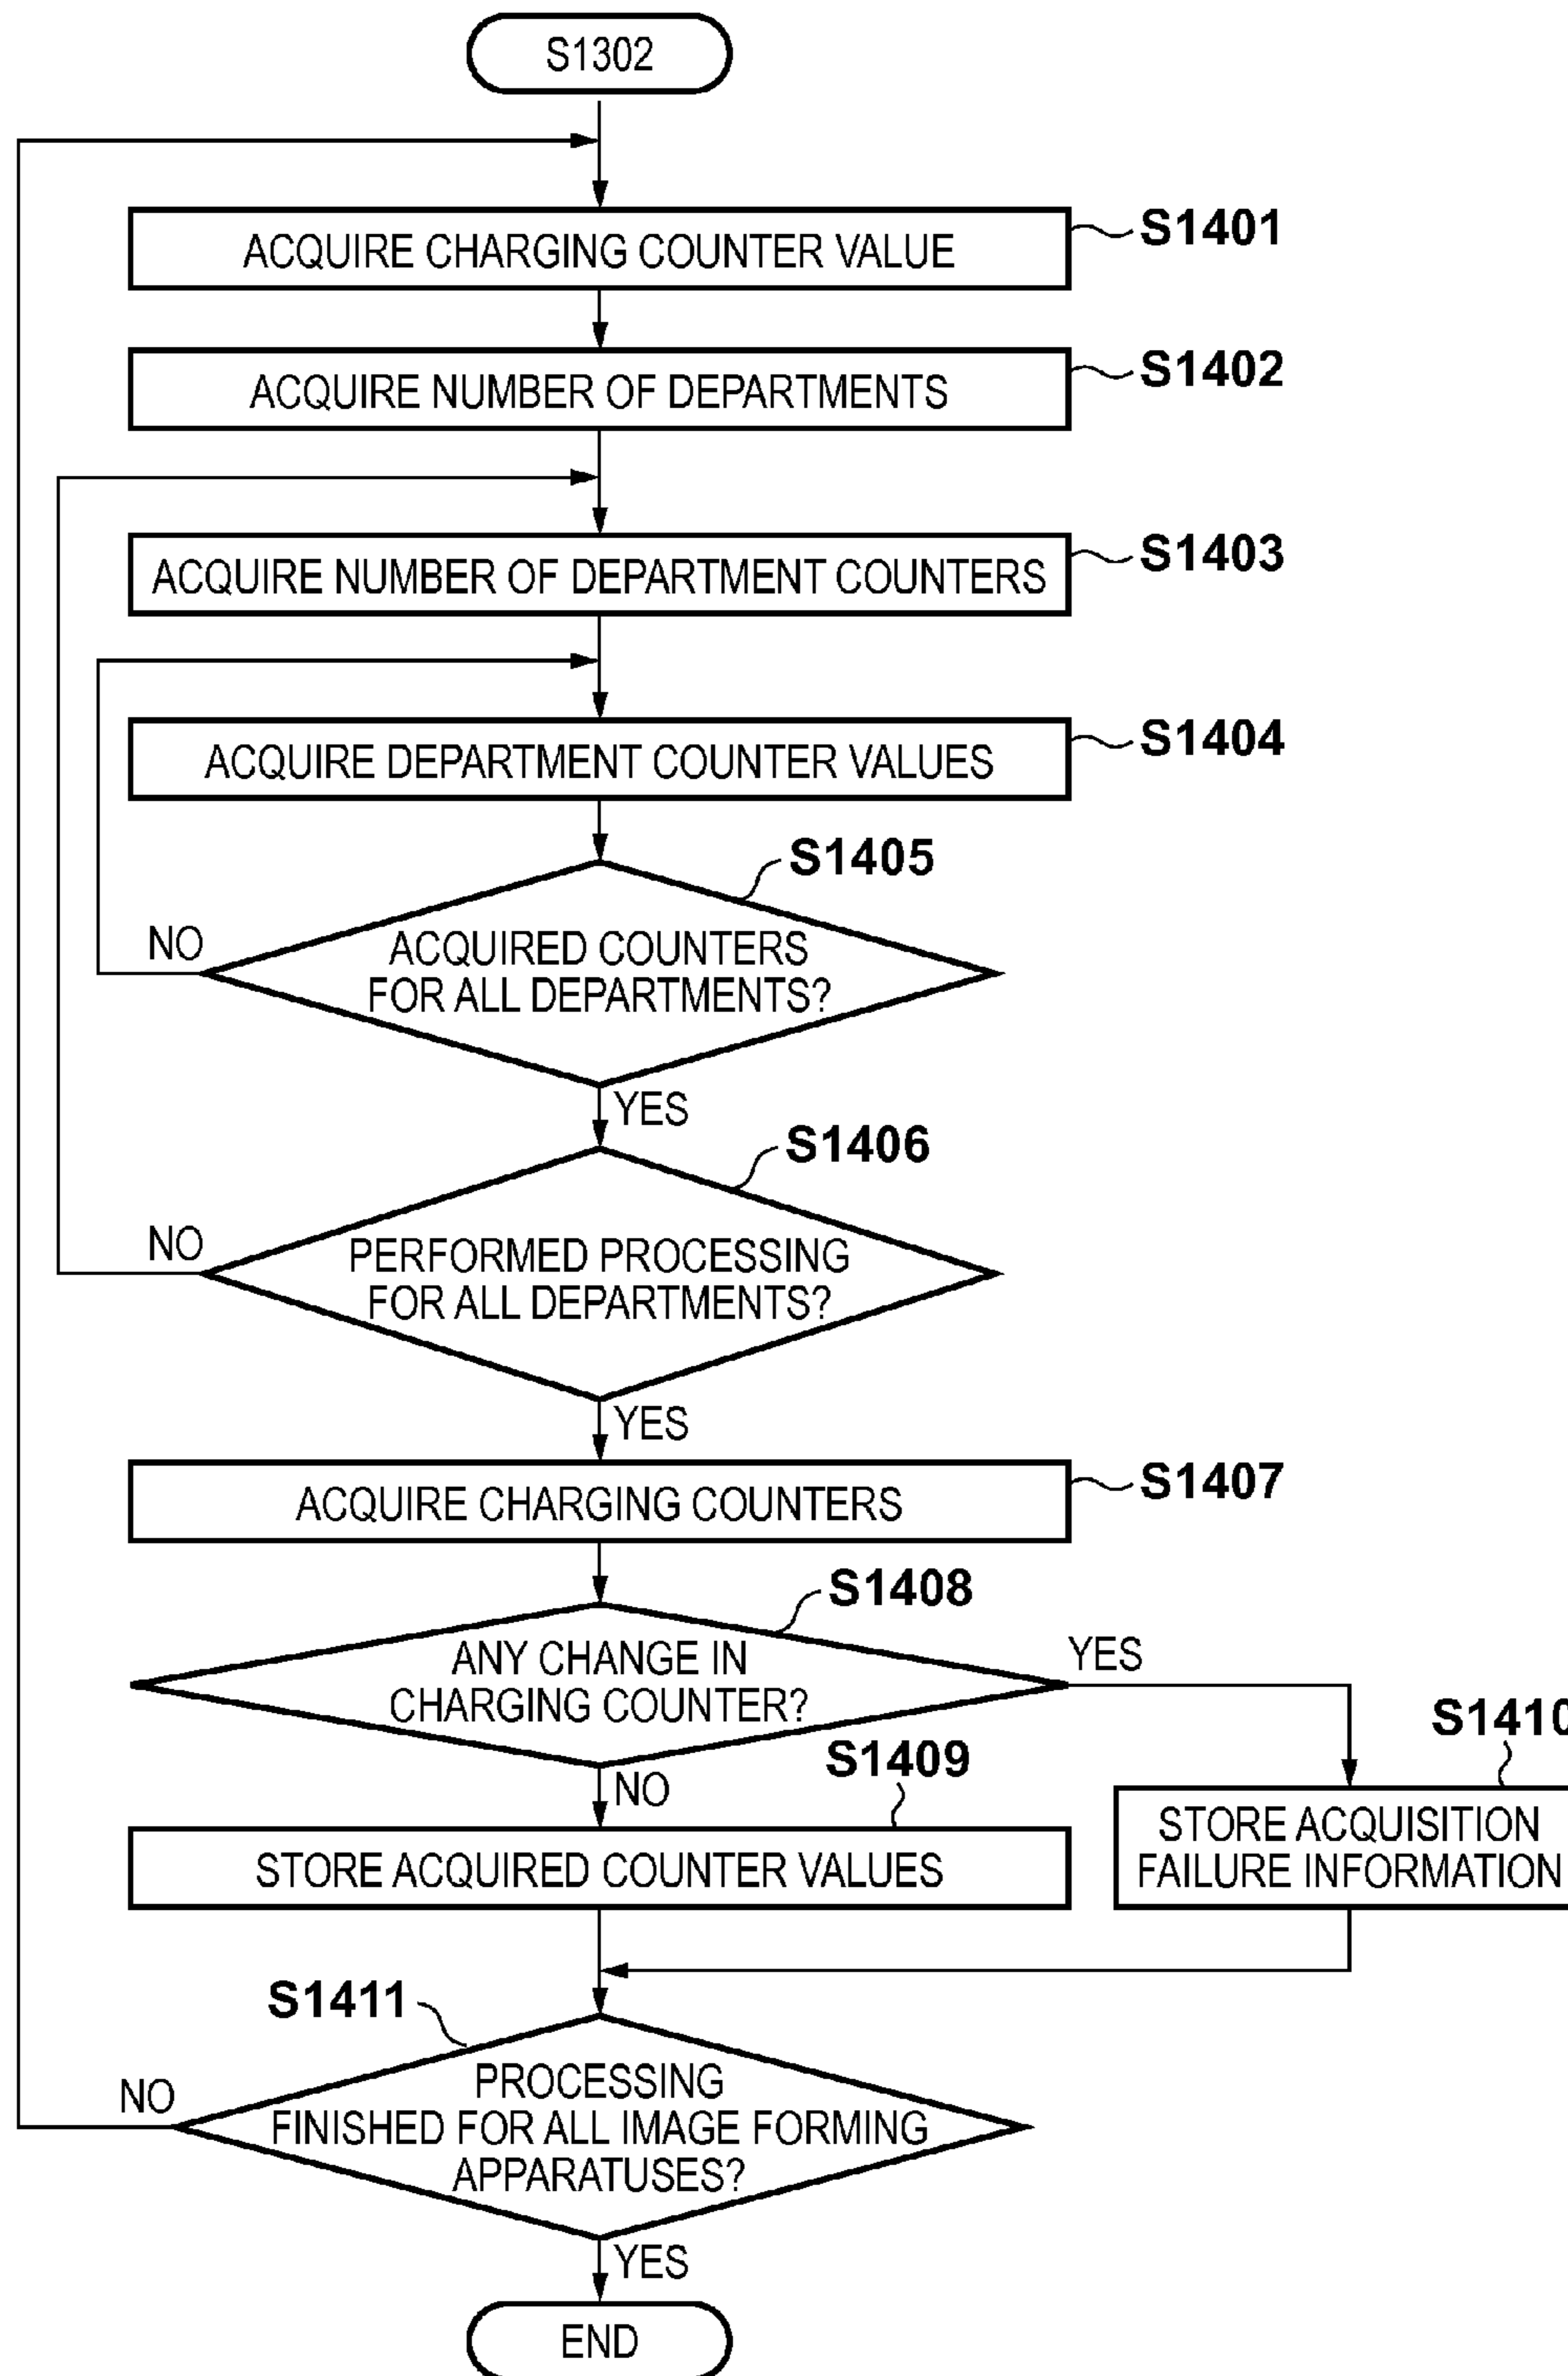 S1302
ACQUIRE CHARGING COUNTER VALUE
S1401
ACQUIRE NUMBER OF DEPARTMENTS
S1402
ACQUIRE NUMBER OF DEPARTMENT COUNTERS
S1403
ACQUIRE DEPARTMENT COUNTER VALUES
S1404
S1405
NO
ACQUIRED COUNTERS
FOR ALL DEPARTMENTS?
YES
S1406
NO
PERFORMED PROCESSING
FOR ALL DEPARTMENTS?
YES
ACQUIRE CHARGING COUNTERS
S1407
S1408
ANY CHANGE IN
CHARGING COUNTER?
YES
S1410
S1409
NO
STORE ACQUIRED COUNTER VALUES
STORE ACQUISITION
FAILURE INFORMATION
S1411
NO
PROCESSING
FINISHED FOR ALL IMAGE FORMING
APPARATUSES?
YES
END